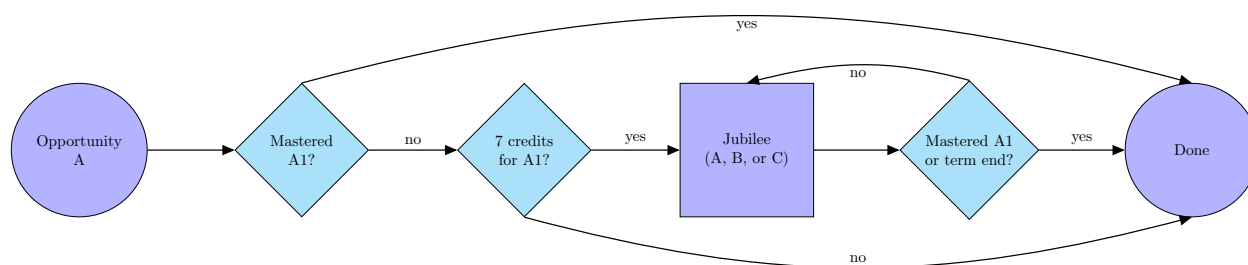 yes
Opportunity
A
Mastered
A1?
no
7 credits
for A1?
yes
Jubilee
(A, B, or C)
no
Mastered A1
or term end?
yes
Done
no